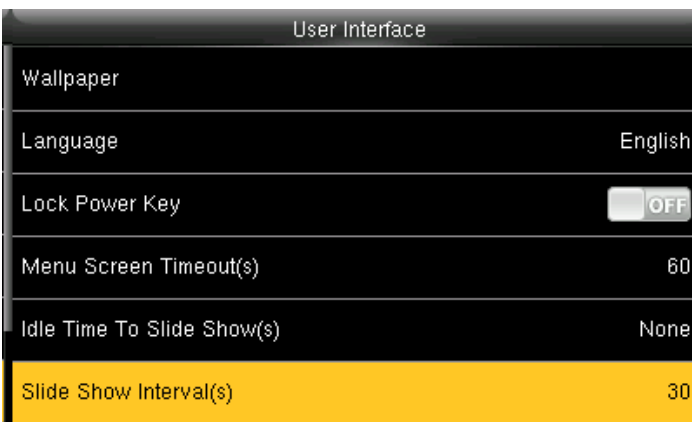 User Interface
Wallpaper
Language English
Lock Power Key OFF
Menu Screen Timeout(s) 60
Idle Time To Slide Show(s) None
Slide Show Interval(s) 30